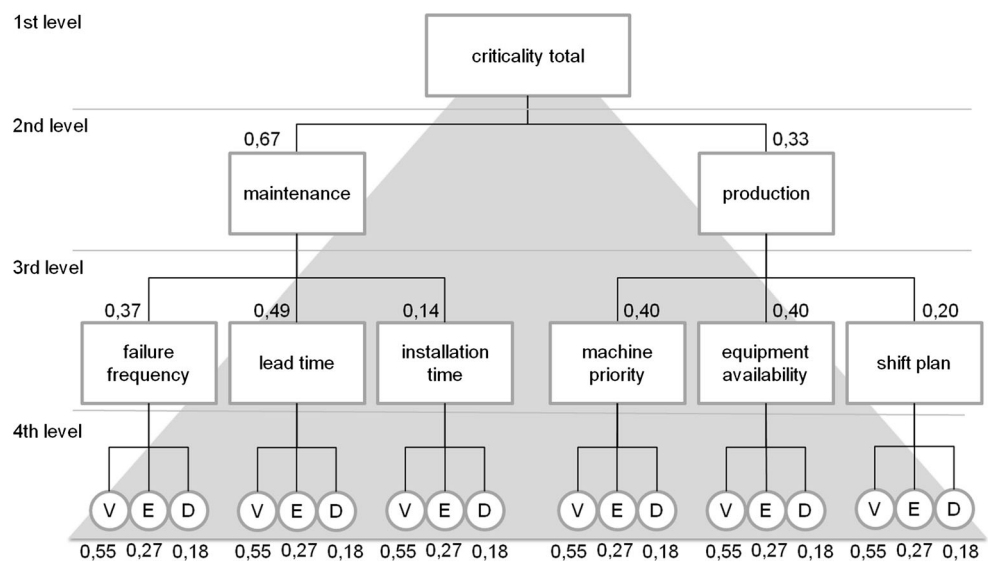 1st level
criticality total
2nd level
0,67
0,33
maintenance
production
3rd level
0,37
0,49
0,14
0,40
0,40
0,20
failure
frequency
lead time
installation
time
machine
priority
equipment
availability
shift plan
4th level
V E D V E D V E D V E D V E D V E D
0,55 0,27 0,18 0,55 0,27 0,18 0,55 0,27 0,18 0,55 0,27 0,18 0,55 0,27 0,18 0,55 0,27 0,18